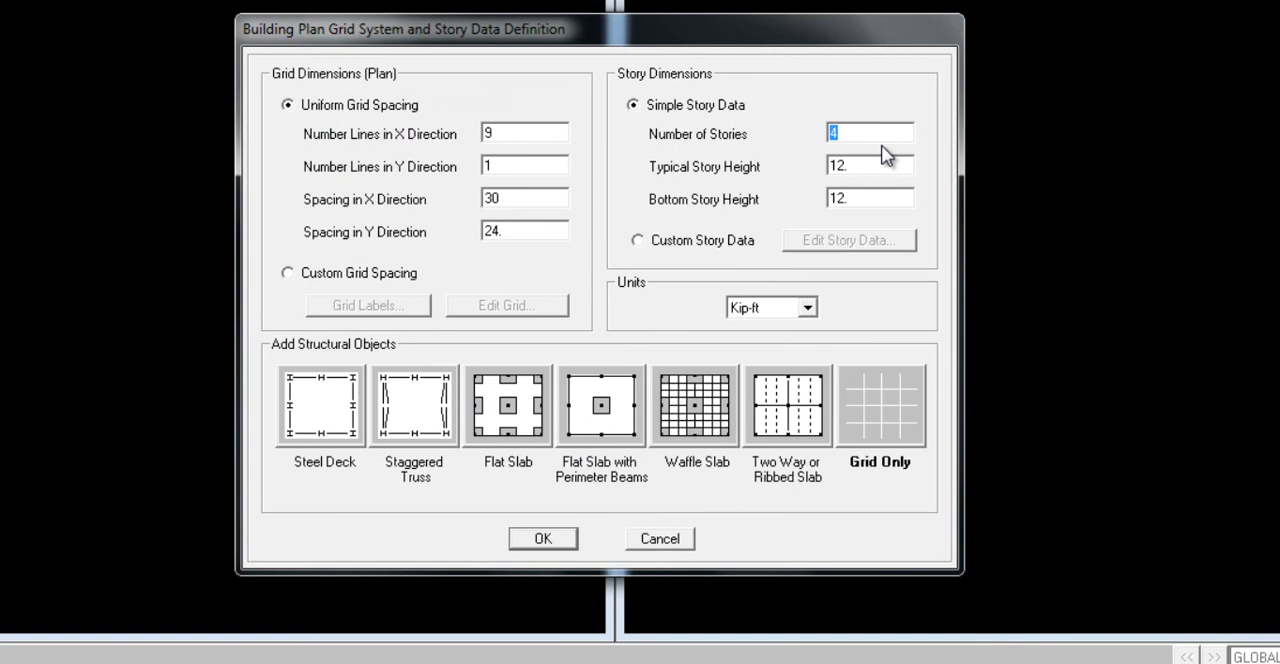 Building Plan Grid System and Story Data Definition
Grid Dimensions (Plan)
Uniform Grid Spacing
Number Lines in X Direction 9
Number Lines in Y Direction 1
Spacing in X Direction 30
Spacing in Y Direction 24.
Custom Grid Spacing
Grid Labels... Edit Grid...
Story Dimensions
Simple Story Data
Number of Stories 4
Typical Story Height 12.
Bottom Story Height 12.
Custom Story Data Edit Story Data...
Units
Kip-ft
Add Structural Objects
Steel Deck
Staggered
Truss
Flat Slab
Flat Slab with
Perimeter Beams
Waffle Slab
Two Way or
Ribbed Slab
Grid Only
OK Cancel
<< >> GLOBAL